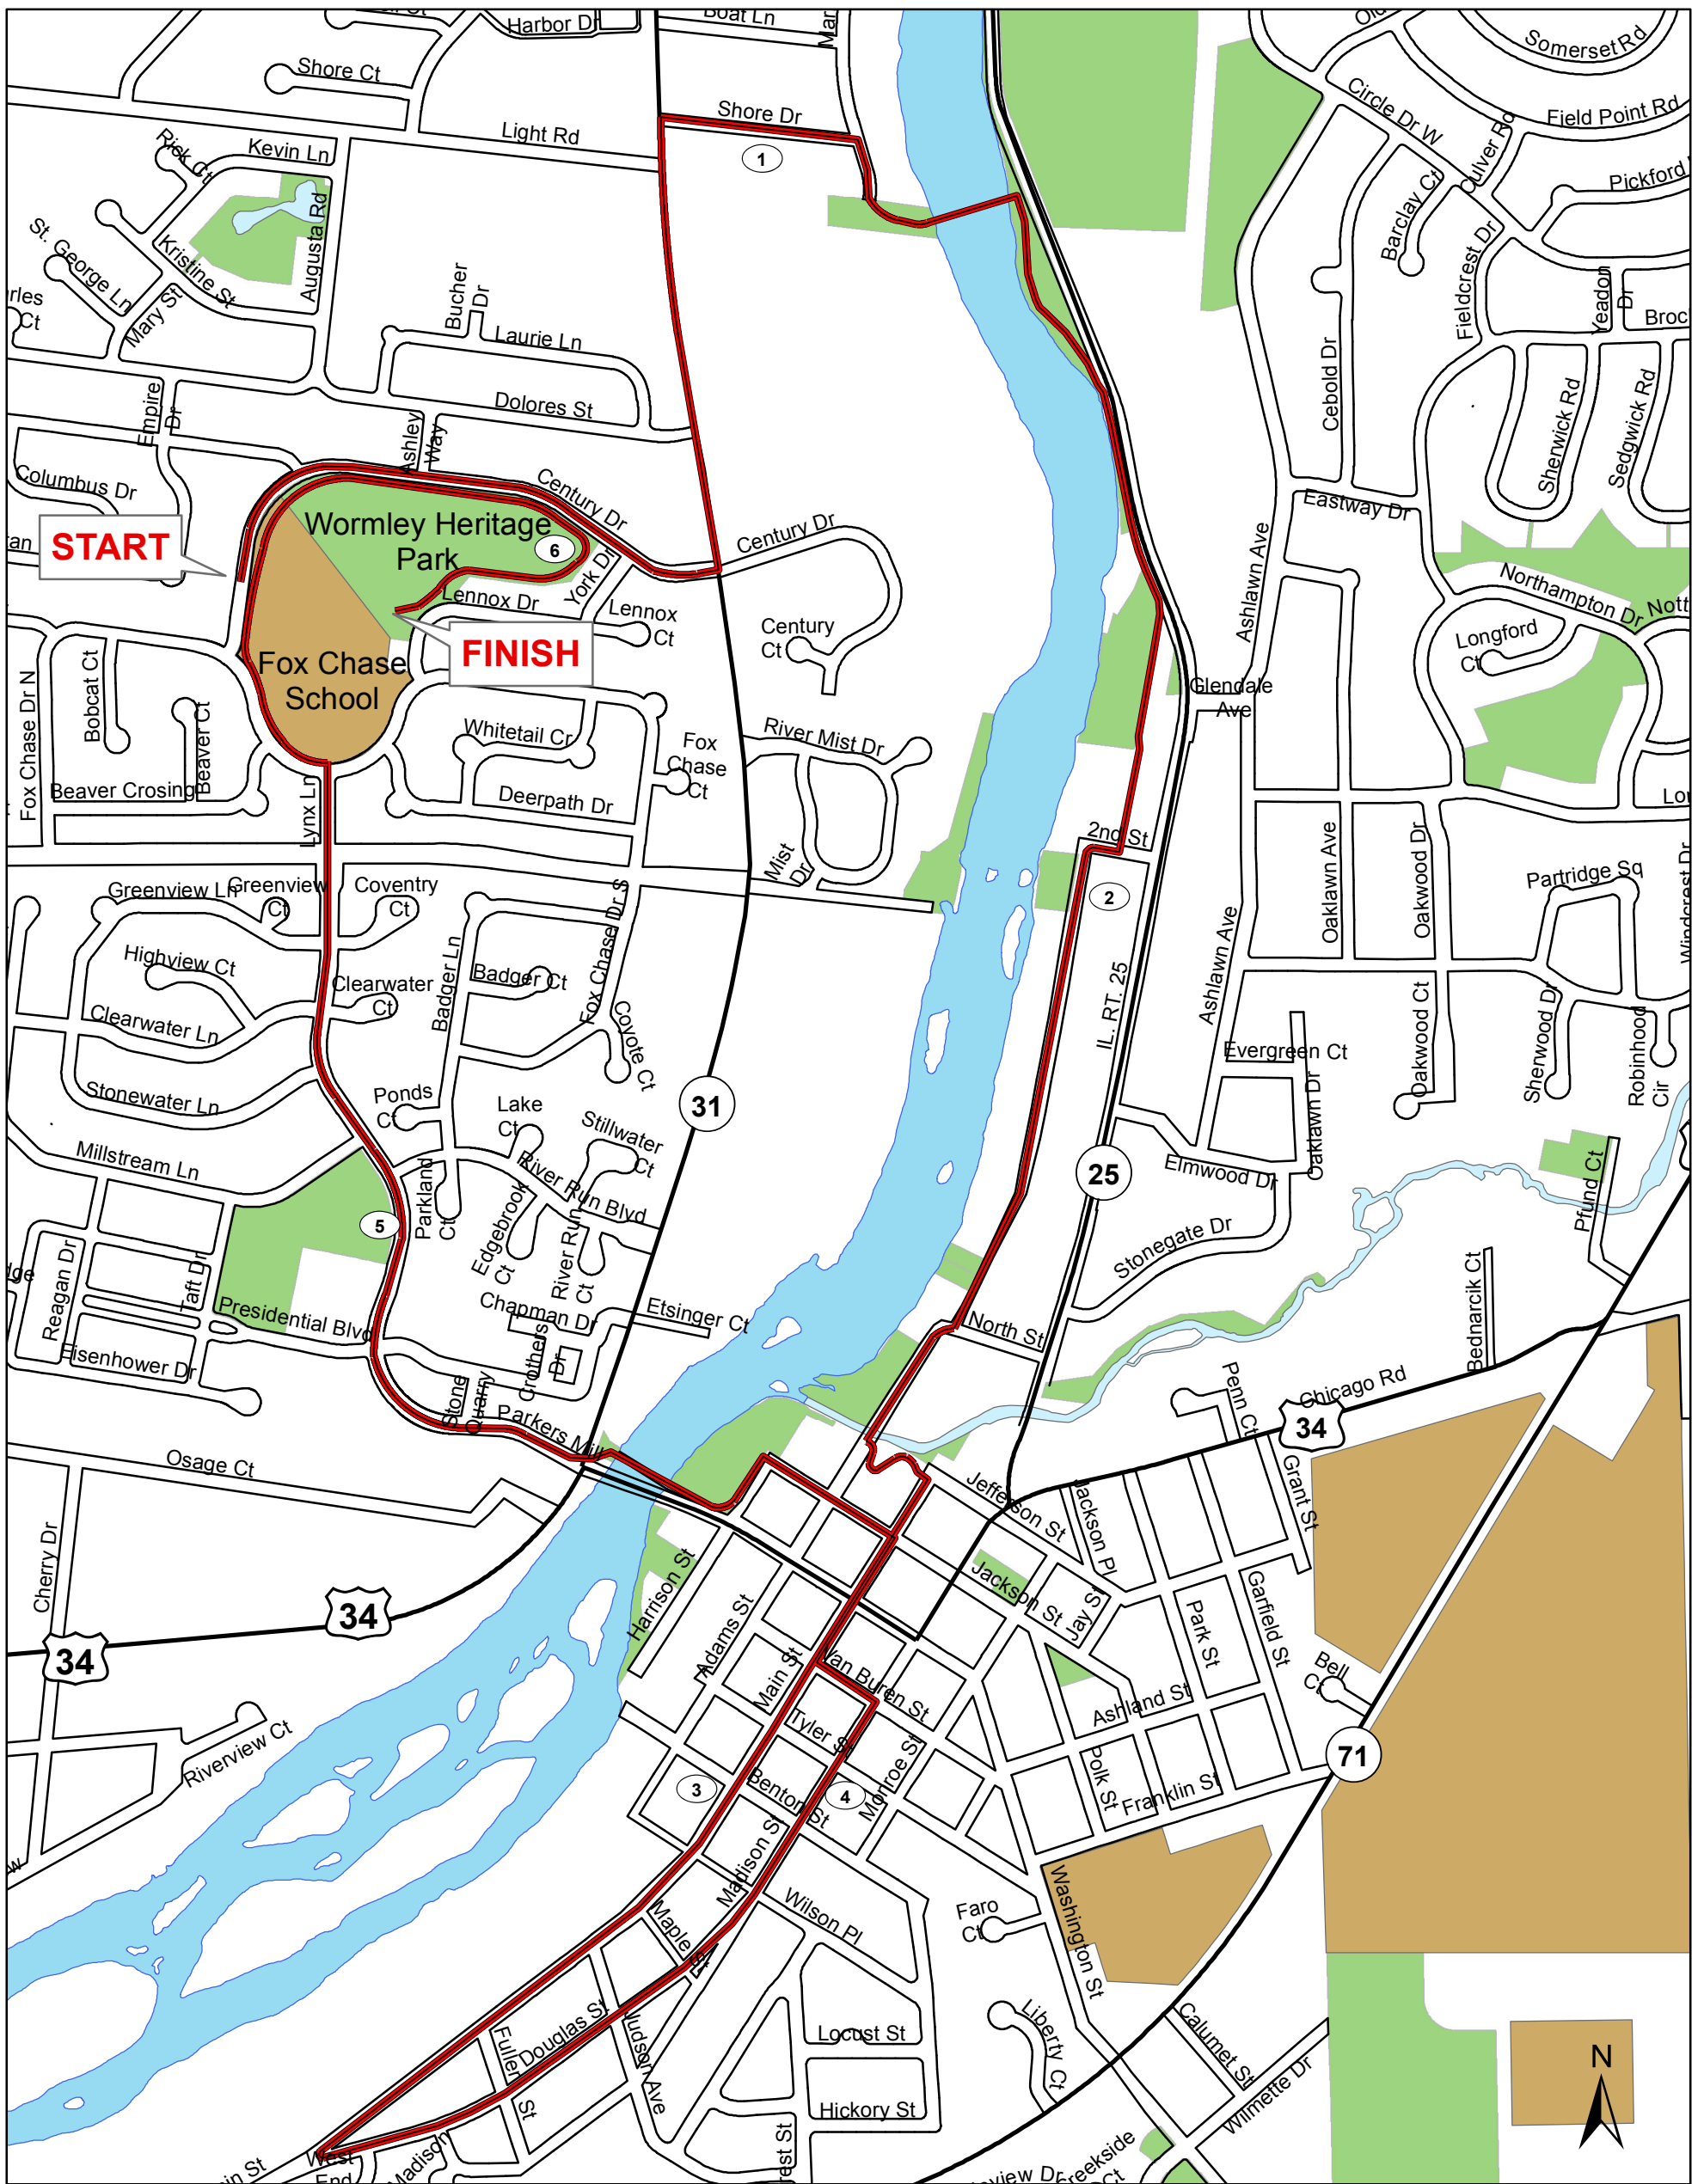 Harbor Dr
Boat Ln
Shore Ct
Somerset Rd
Circle Dr W
Field Point Rd
Shore Dr
Light Rd
1
Kevin Ln
Rick Ct
Culver Rd
Pickford
Barclay Ct
Augusta Rd
St. George Ln
Kristine St
Mary St
Fieldcrest Dr
Yeadon
Dr
Bucher
Dr
Laurie Ln
rles
Ct
Broc
Cebold Dr
Empire
Dr
Dolores St
Ashley
Way
Sherwick Rd
Sedgwick Rd
Columbus Dr
Century Dr
Eastway Dr
START
Wormley Heritage
Park
6
Century Dr
York Dr
Ashlawn Ave
Northampton Dr
Nott
Lennox Dr
Lennox
Ct
Century
Ct
Longford
Ct
FINISH
Fox Chase
School
Fox Chase Dr N
Bobcat Ct
Beaver Ct
Glendale
Ave
Whitetail Cr
Fox
Chase
Ct
River Mist Dr
Beaver Crossing
Lynx Ln
Deerpath Dr
2nd St
Mist
Dr
Oaklawn Ave
Oakwood Dr
Partridge Sq
Windcrest Dr
Greenview Ln
Greenview
Ct
Coventry
Ct
2
Fox Chase Dr S
Highview Ct
Badger Ln
Badger Ct
Clearwater
Ct
Clearwater Ln
Coyote Ct
IL. RT. 25
Ashlawn Ave
Evergreen Ct
Oakwood Ct
Sherwood Dr
Robinhood
Cir
Stonewater Ln
Ponds
Ct
Lake
Ct
Stillwater
Ct
31
Oaklawn Dr
Millstream Ln
River Run Blvd
25
Elmwood Dr
Pfund Ct
Parkland
Ct
Edgebrook
Ct
River Run
Ct
5
Stonegate Dr
Reagan Dr
Taft Dr
Presidential Blvd
Chapman Dr
Etsinger Ct
North St
Bednarcik Ct
Eisenhower Dr
Crothers
Dr
Stone
Quarry
Parkers Mill
Penn Ct
Chicago Rd
34
Osage Ct
Grant St
Jefferson St
Jackson Pl
Cherry Dr
Harrison St
Jackson St
Jay St
Garfield St
Park St
34
34
Adams St
Main St
Van Buren St
Bell
Ct
Ashland St
Riverview Ct
Tyler St
Monroe St
71
3
Benton St
4
Polk St
Franklin St
Madison St
Washington St
Wilson Pl
Faro
Ct
Maple St
Liberty Ct
Calumet St
Douglas St
Judson Ave
Locust St
Fuller
St
Wilmette Dr
N
Hickory St
West
End
Madison